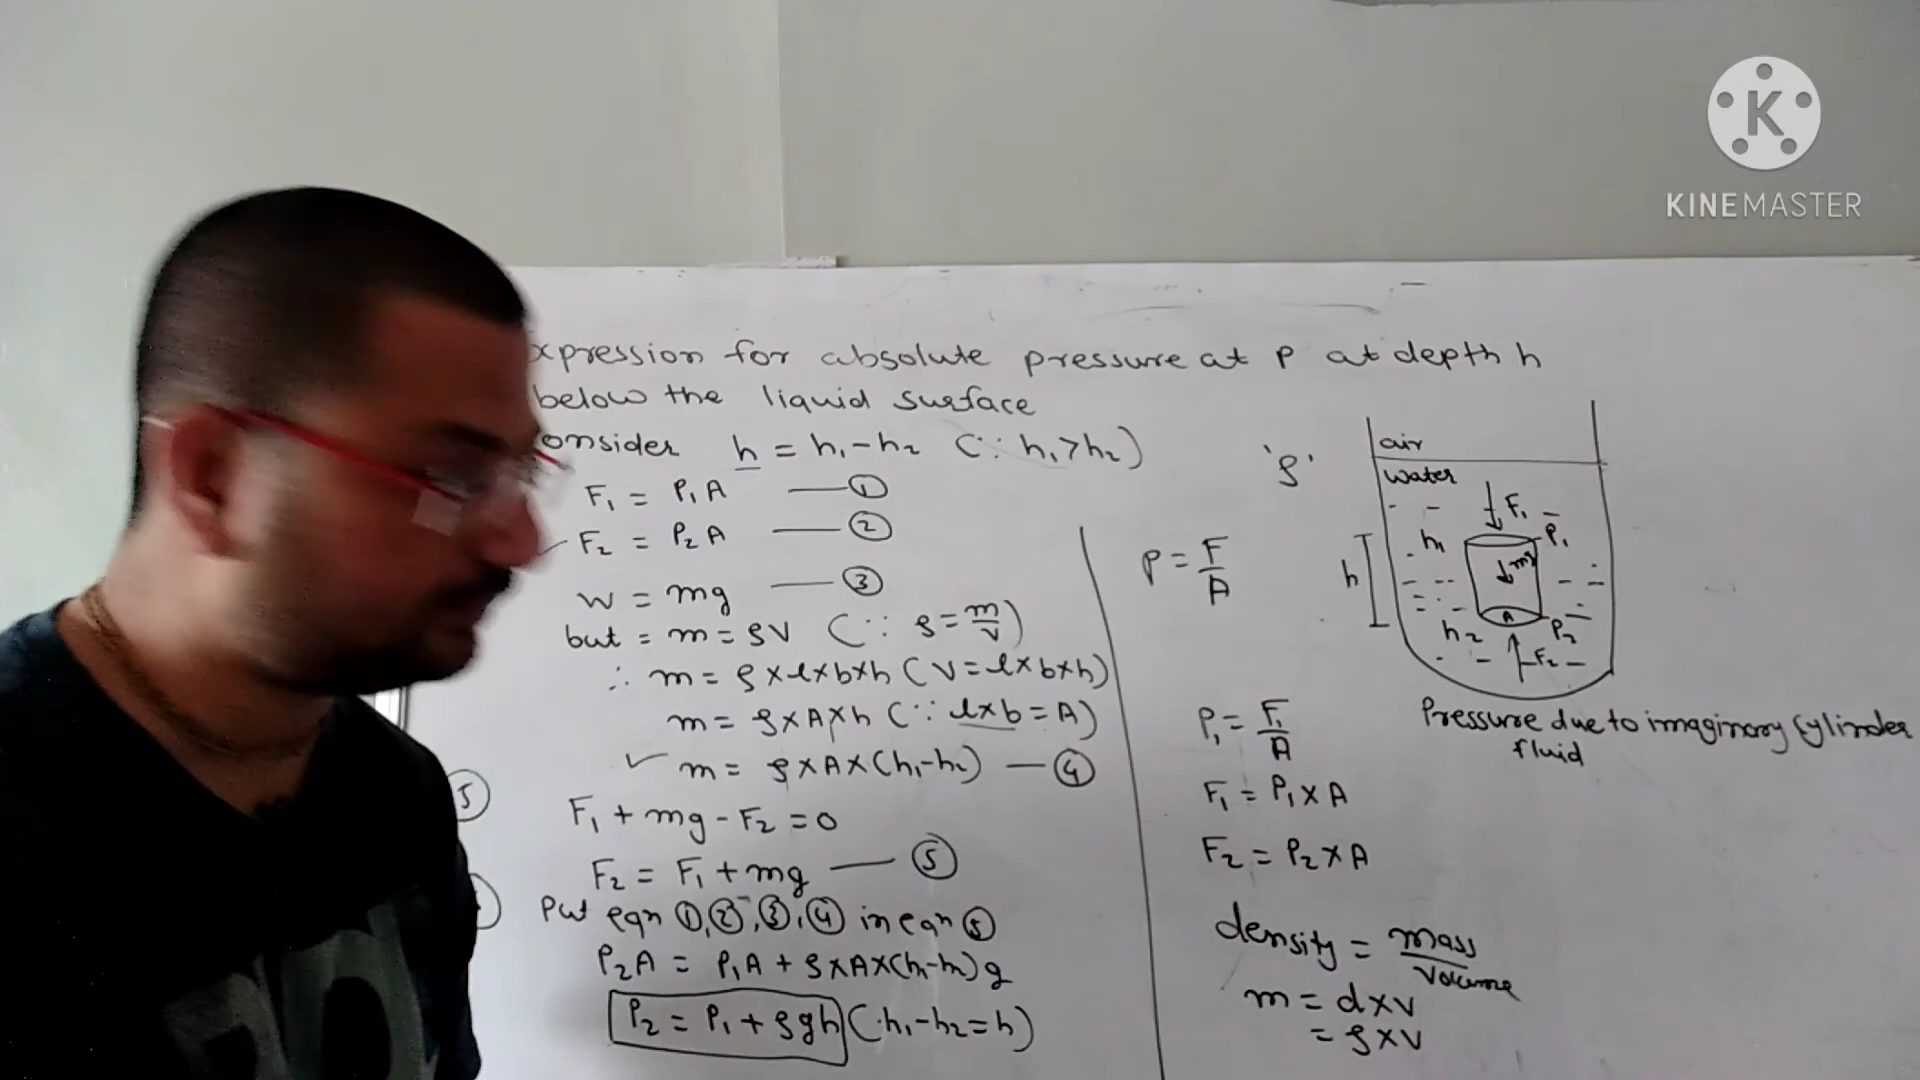 KINEMASTER
xpression for absolute pressure at P at depth h
below the liquid surface
onsider h = h₁-h₂ (∵ h₁>h₂)
F₁ = P₁A —— ①
F₂ = P₂A —— ②
W = mg —— ③
but = m = ρV (∵ ρ = m/v)
∴ m = ρ×l×b×h (V=l×b×h)
m = ρ×A×h (∵ l×b = A)
✓ m = ρ×A×(h₁-h₂) — ④
⑤
F₁ + mg - F₂ = 0
F₂ = F₁ + mg —— ⑤
Put eqn ①,②,③,④ in eqn ⑤
P₂A = P₁A + ρ×A×(h₁-h₂)g
P₂ = P₁ + ρgh (∵h₁-h₂=h)
'ρ'
P = F/A
P₁ = F₁/A
F₁ = P₁×A
F₂ = P₂×A
density = mass/Volume
m = d×v
= ρ×v
air
water
F₁
h₁
P₁
mg
h
A
h₂
P₂
F₂
Pressure due to imaginary cylinder
fluid